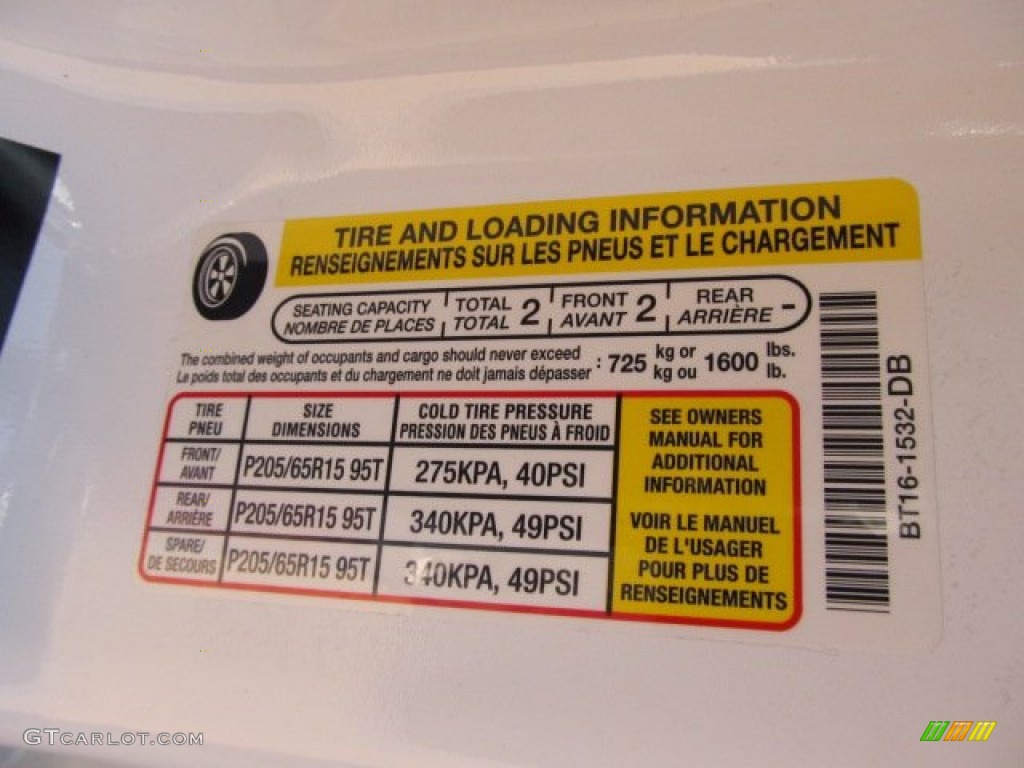 TIRE AND LOADING INFORMATION
RENSEIGNEMENTS SUR LES PNEUS ET LE CHARGEMENT
SEATING CAPACITY TOTAL 2 FRONT 2 REAR -
NOMBRE DE PLACES TOTAL AVANT ARRIÈRE
The combined weight of occupants and cargo should never exceed : 725 kg or 1600 lbs.
Le poids total des occupants et du chargement ne doit jamais dépasser kg ou lb.
TIRE SIZE COLD TIRE PRESSURE
PNEU DIMENSIONS PRESSION DES PNEUS À FROID
FRONT/
AVANT P205/65R15 95T 275KPA, 40PSI
REAR/
ARRIÈRE P205/65R15 95T 340KPA, 49PSI
SPARE/
DE SECOURS P205/65R15 95T 340KPA, 49PSI
SEE OWNERS
MANUAL FOR
ADDITIONAL
INFORMATION
VOIR LE MANUEL
DE L'USAGER
POUR PLUS DE
RENSEIGNEMENTS
BT16-1532-DB
GTCARLOT.COM